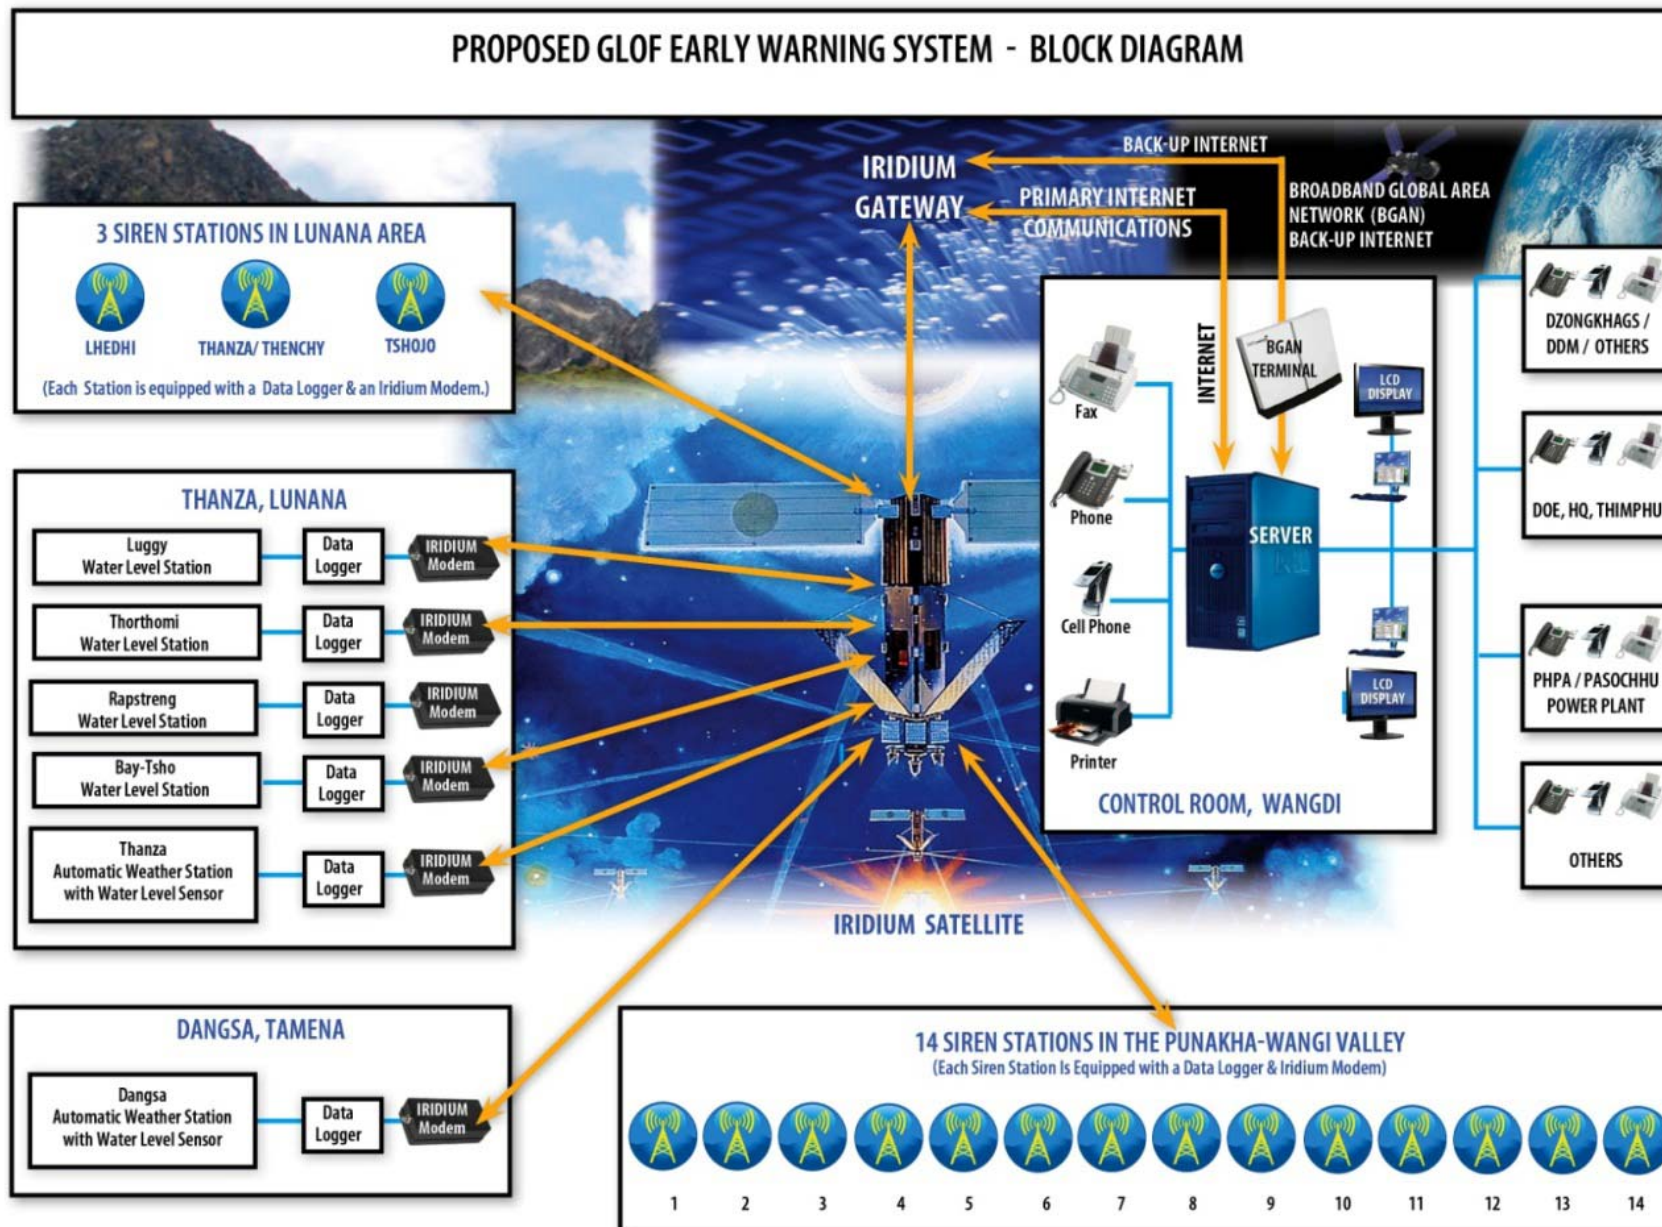 PROPOSED GLOF EARLY WARNING SYSTEM - BLOCK DIAGRAM
IRIDIUM
GATEWAY
BACK-UP INTERNET
PRIMARY INTERNET
COMMUNICATIONS
BROADBAND GLOBAL AREA
NETWORK (BGAN)
BACK-UP INTERNET
3 SIREN STATIONS IN LUNANA AREA
LHEDHI
THANZA/ THENCHY
TSHOJO
(Each Station is equipped with a Data Logger & an Iridium Modem.)
THANZA, LUNANA
Luggy
Water Level Station
Data
Logger
IRIDIUM
Modem
Thorthomi
Water Level Station
Data
Logger
IRIDIUM
Modem
Rapstreng
Water Level Station
Data
Logger
IRIDIUM
Modem
Bay-Tsho
Water Level Station
Data
Logger
IRIDIUM
Modem
Thanza
Automatic Weather Station
with Water Level Sensor
Data
Logger
IRIDIUM
Modem
IRIDIUM SATELLITE
INTERNET
BGAN
TERMINAL
Fax
Phone
Cell Phone
Printer
SERVER
LCD
DISPLAY
LCD
DISPLAY
CONTROL ROOM, WANGDI
DZONGKHAGS /
DDM / OTHERS
DOE, HQ, THIMPHU
PHPA / PASOCHHU
POWER PLANT
OTHERS
DANGSA, TAMENA
Dangsa
Automatic Weather Station
with Water Level Sensor
Data
Logger
IRIDIUM
Modem
14 SIREN STATIONS IN THE PUNAKHA-WANGI VALLEY
(Each Siren Station Is Equipped with a Data Logger & Iridium Modem)
1 2 3 4 5 6 7 8 9 10 11 12 13 14